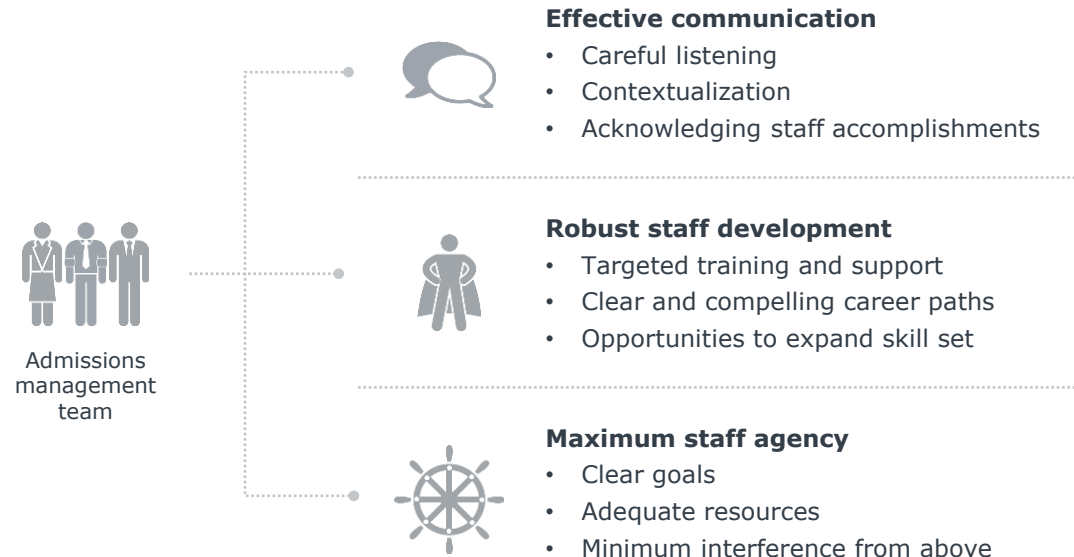 Effective communication
• Careful listening
• Contextualization
• Acknowledging staff accomplishments
Robust staff development
• Targeted training and support
• Clear and compelling career paths
• Opportunities to expand skill set
Admissions
management
team
Maximum staff agency
• Clear goals
• Adequate resources
• Minimum interference from above